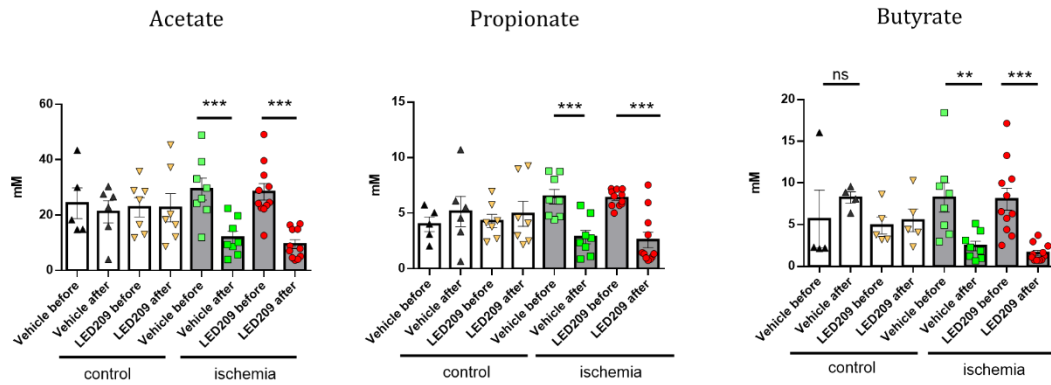 Acetate
*** ***
60
40
20
0
mM
Vehicle before
Vehicle after
LED209 before
LED209 after
Vehicle before
Vehicle after
LED209 before
LED209 after
control ischemia
Propionate
*** ***
15
10
5
0
mM
Vehicle before
Vehicle after
LED209 before
LED209 after
Vehicle before
Vehicle after
LED209 before
LED209 after
control ischemia
Butyrate
ns ** ***
20
15
10
5
0
mM
Vehicle before
Vehicle after
LED209 before
LED209 after
Vehicle before
Vehicle after
LED209 before
LED209 after
control ischemia